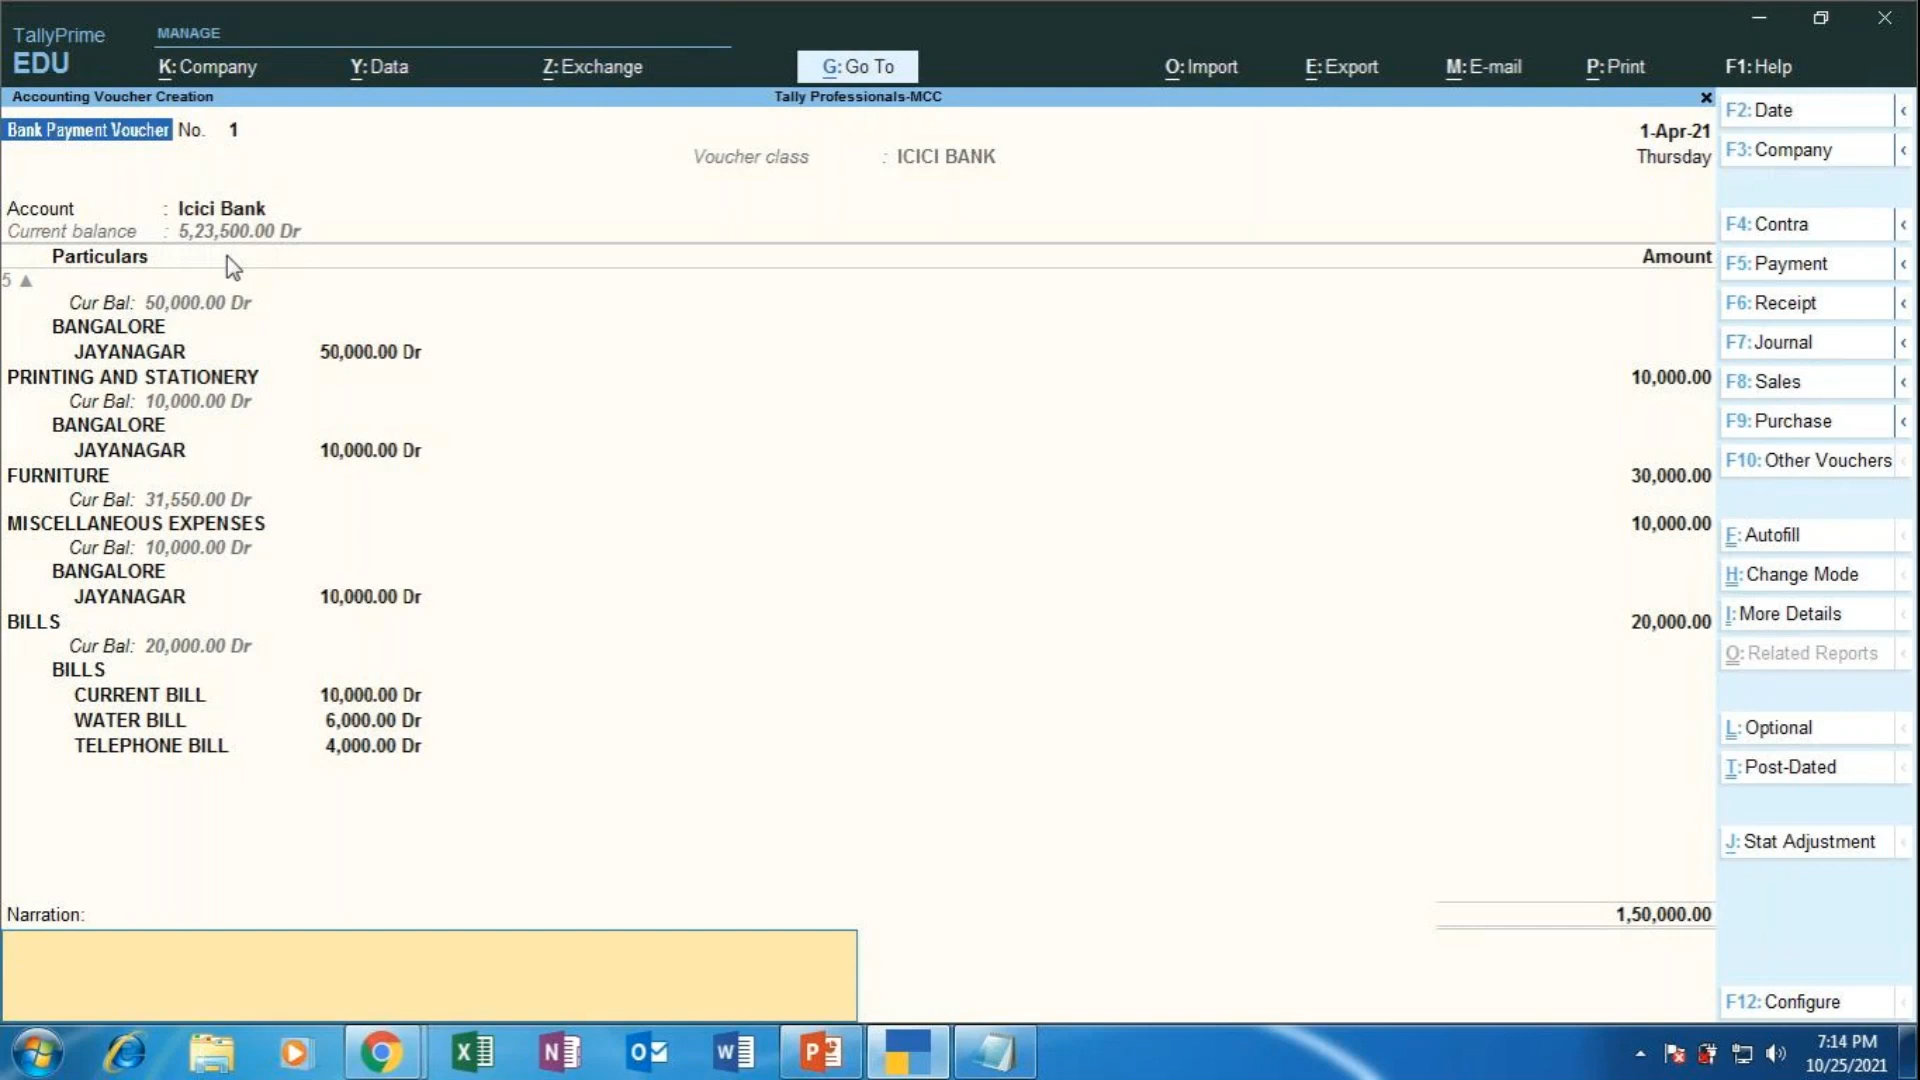 TallyPrime
EDU
MANAGE
K: Company
Y: Data
Z: Exchange
G: Go To
O: Import
E: Export
M: E-mail
P: Print
F1: Help
Accounting Voucher Creation
Tally Professionals-MCC
Bank Payment Voucher No. 1
1-Apr-21
Voucher class : ICICI BANK
Thursday
Account : Icici Bank
Current balance : 5,23,500.00 Dr
Particulars Amount
5
Cur Bal: 50,000.00 Dr
BANGALORE
JAYANAGAR 50,000.00 Dr
PRINTING AND STATIONERY 10,000.00
Cur Bal: 10,000.00 Dr
BANGALORE
JAYANAGAR 10,000.00 Dr
FURNITURE 30,000.00
Cur Bal: 31,550.00 Dr
MISCELLANEOUS EXPENSES 10,000.00
Cur Bal: 10,000.00 Dr
BANGALORE
JAYANAGAR 10,000.00 Dr
BILLS 20,000.00
Cur Bal: 20,000.00 Dr
BILLS
CURRENT BILL 10,000.00 Dr
WATER BILL 6,000.00 Dr
TELEPHONE BILL 4,000.00 Dr
Narration: 1,50,000.00
F2: Date
F3: Company
F4: Contra
F5: Payment
F6: Receipt
F7: Journal
F8: Sales
F9: Purchase
F10: Other Vouchers
F: Autofill
H: Change Mode
I: More Details
O: Related Reports
L: Optional
T: Post-Dated
J: Stat Adjustment
F12: Configure
7:14 PM
10/25/2021